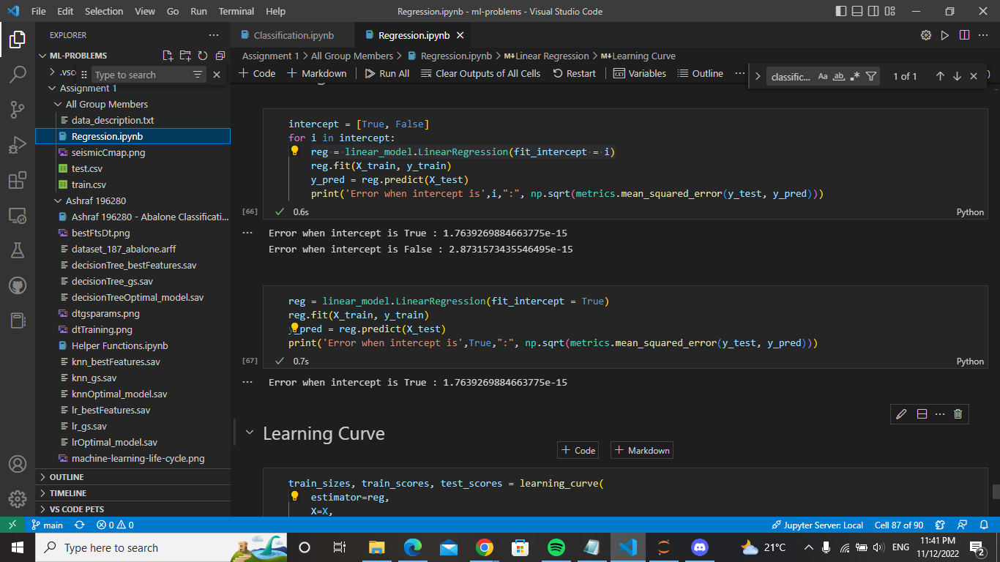 File Edit Selection View Go Run Terminal Help
Regression.ipynb - ml-problems - Visual Studio Code
EXPLORER
ML-PROBLEMS
.vsc
Type to search
Assignment 1
All Group Members
data_description.txt
Regression.ipynb
seismicCmap.png
test.csv
train.csv
Ashraf 196280
Ashraf 196280 - Abalone Classificati...
bestFtsDt.png
dataset_187_abalone.arff
decisionTree_bestFeatures.sav
decisionTree_gs.sav
decisionTreeOptimal_model.sav
dtgsparams.png
dtTraining.png
Helper Functions.ipynb
knn_bestFeatures.sav
knn_gs.sav
knnOptimal_model.sav
lr_bestFeatures.sav
lr_gs.sav
lrOptimal_model.sav
machine-learning-life-cycle.png
OUTLINE
TIMELINE
VS CODE PETS
Classification.ipynb Regression.ipynb
Assignment 1 > All Group Members > Regression.ipynb > M↓Linear Regression > M↓Learning Curve
+ Code + Markdown Run All Clear Outputs of All Cells Restart Variables Outline ...
classific... Aa ab .* 1 of 1
intercept = [True, False]
for i in intercept:
reg = linear_model.LinearRegression(fit_intercept = i)
reg.fit(X_train, y_train)
y_pred = reg.predict(X_test)
print('Error when intercept is',i,":", np.sqrt(metrics.mean_squared_error(y_test, y_pred)))
[66] 0.6s Python
Error when intercept is True : 1.7639269884663775e-15
Error when intercept is False : 2.8731573435546495e-15
reg = linear_model.LinearRegression(fit_intercept = True)
reg.fit(X_train, y_train)
y_pred = reg.predict(X_test)
print('Error when intercept is',True,":", np.sqrt(metrics.mean_squared_error(y_test, y_pred)))
[67] 0.7s Python
Error when intercept is True : 1.7639269884663775e-15
Learning Curve
+ Code + Markdown
train_sizes, train_scores, test_scores = learning_curve(
estimator=reg,
X=X,
main 0 0 Jupyter Server: Local Cell 87 of 90
Type here to search
21°C ENG 11:41 PM
11/12/2022 2